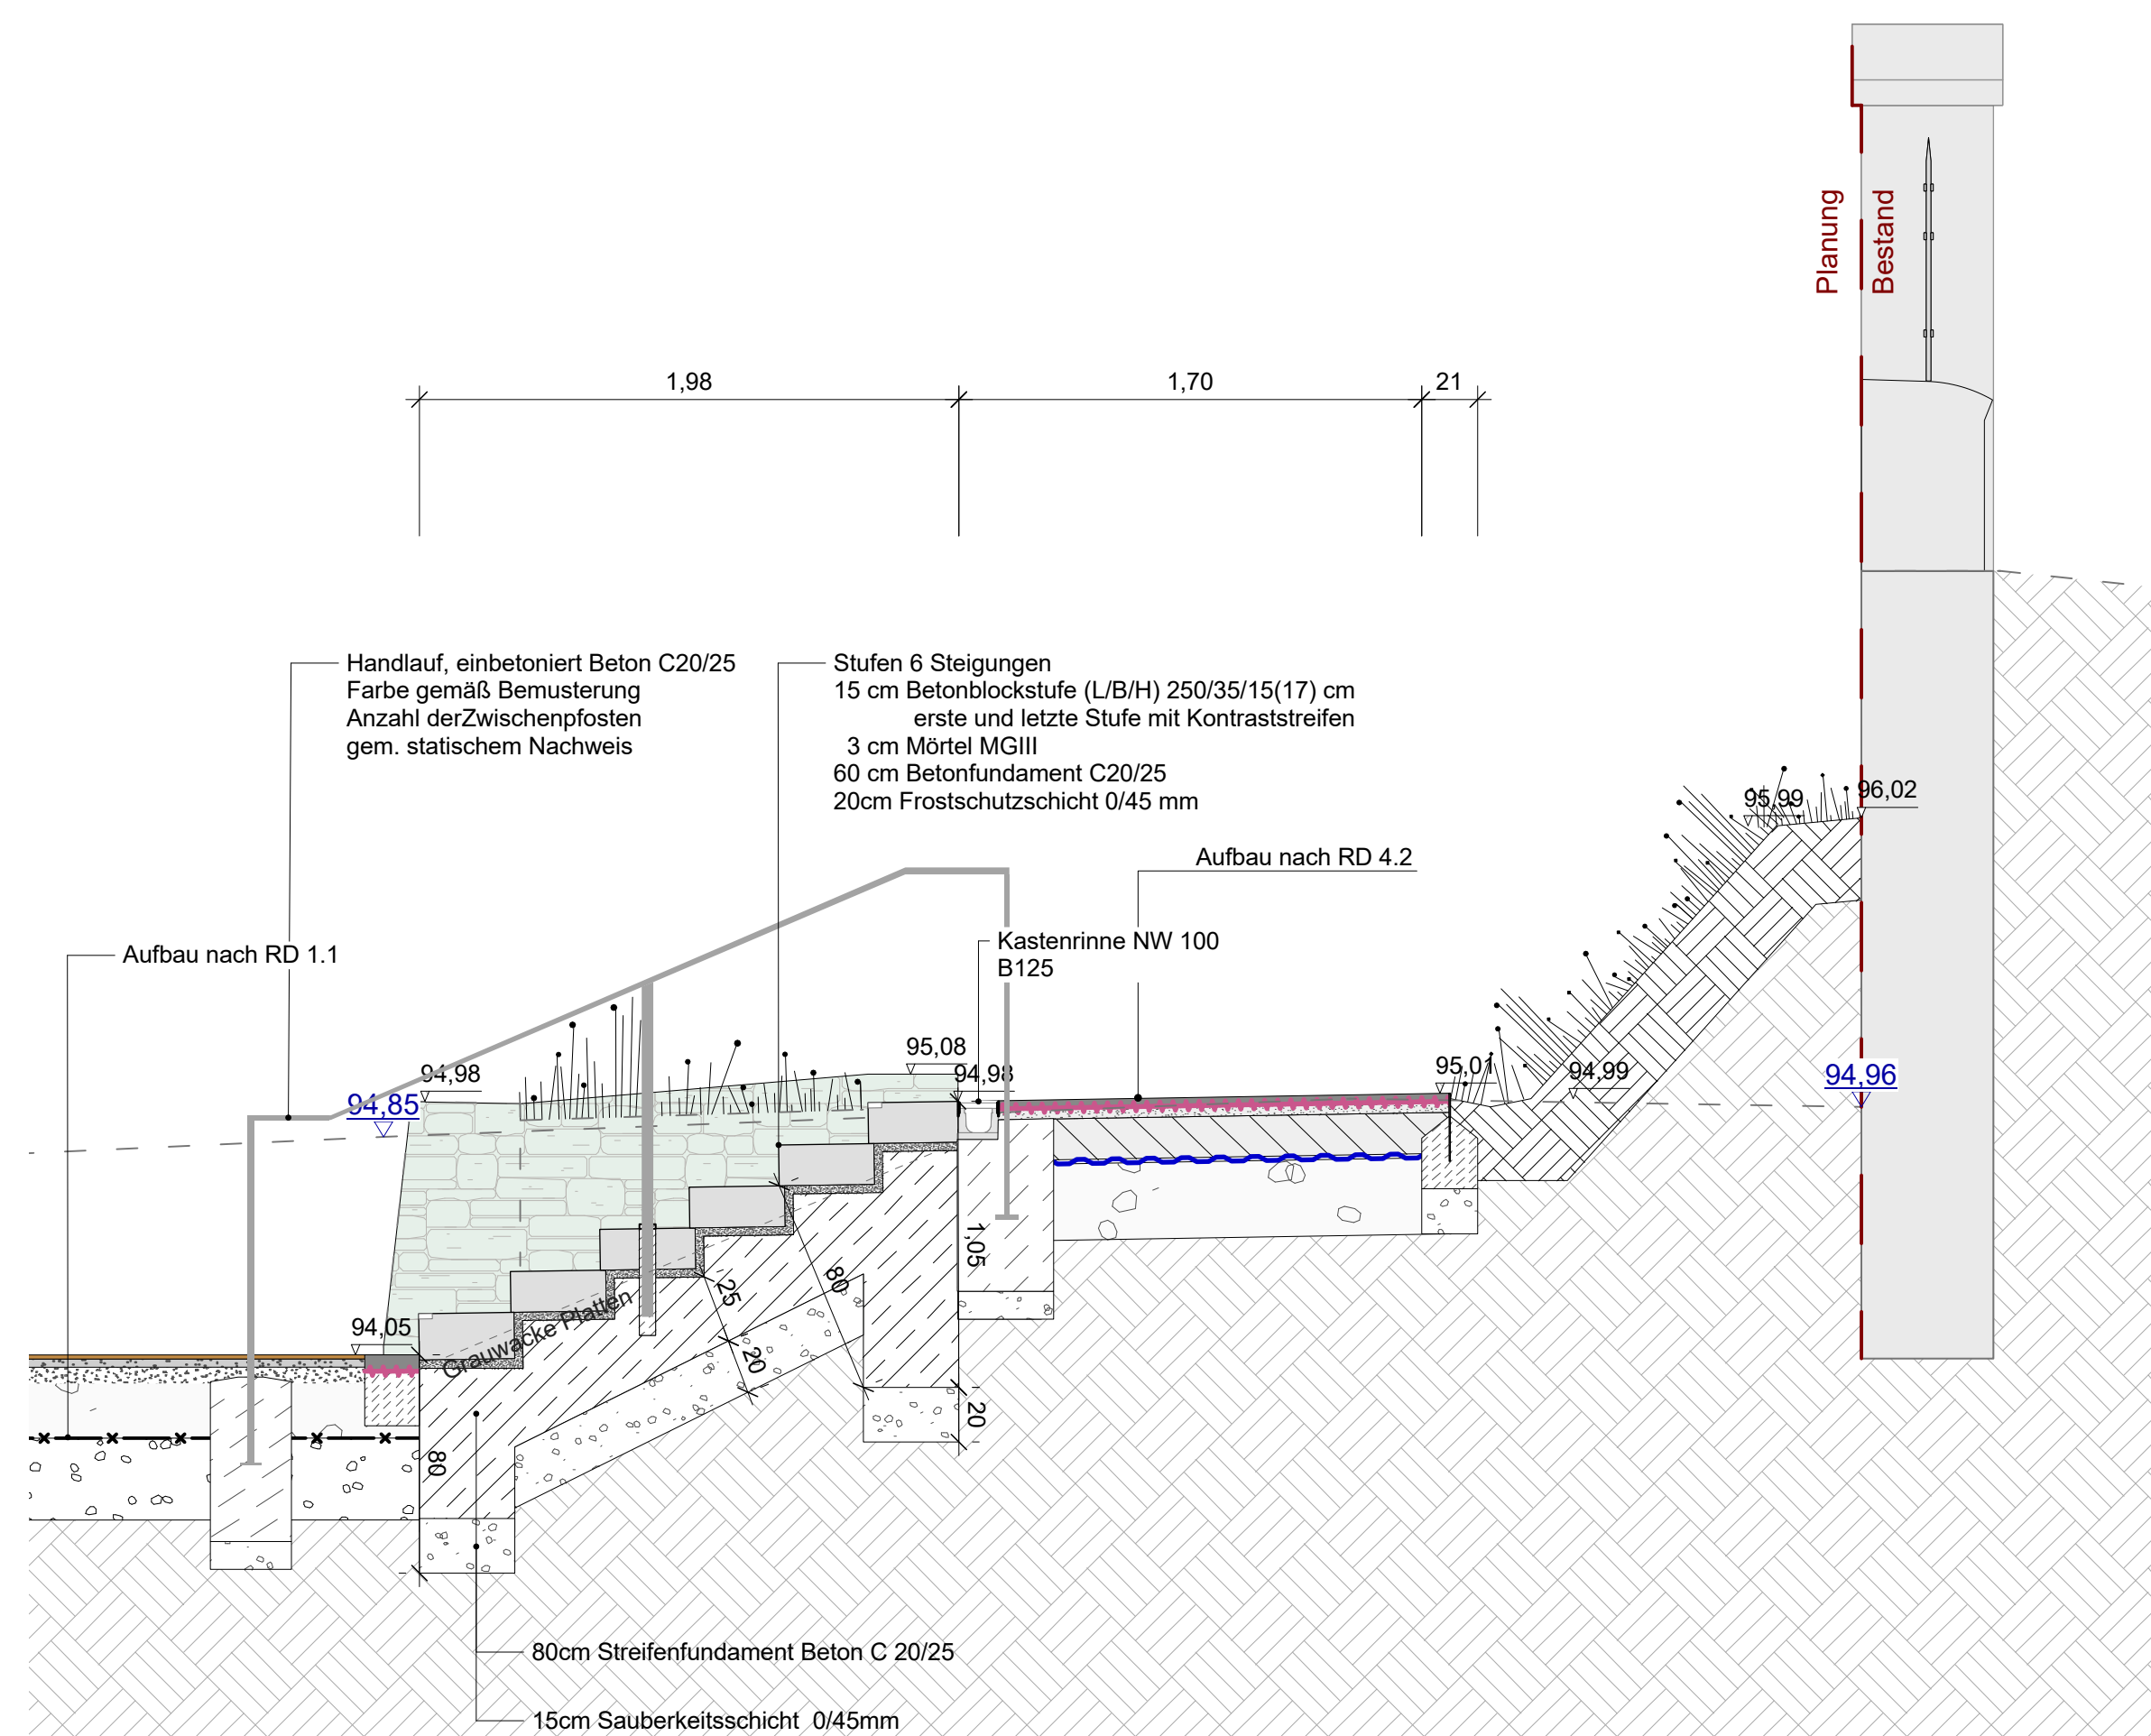 Planung
Bestand
1,98
1,70
21
Handlauf, einbetoniert Beton C20/25
Farbe gemäß Bemusterung
Anzahl derZwischenpfosten
gem. statischem Nachweis
Stufen 6 Steigungen
15 cm Betonblockstufe (L/B/H) 250/35/15(17) cm
erste und letzte Stufe mit Kontraststreifen
3 cm Mörtel MGIII
60 cm Betonfundament C20/25
20cm Frostschutzschicht 0/45 mm
95,99
96,02
Aufbau nach RD 4.2
Aufbau nach RD 1.1
Kastenrinne NW 100
B125
95,08
94,98
94,98
95,01
94,99
94,96
94,85
1,05
80
25
20
Grauwacke Platten
94,05
20
80
80cm Streifenfundament Beton C 20/25
15cm Sauberkeitsschicht 0/45mm